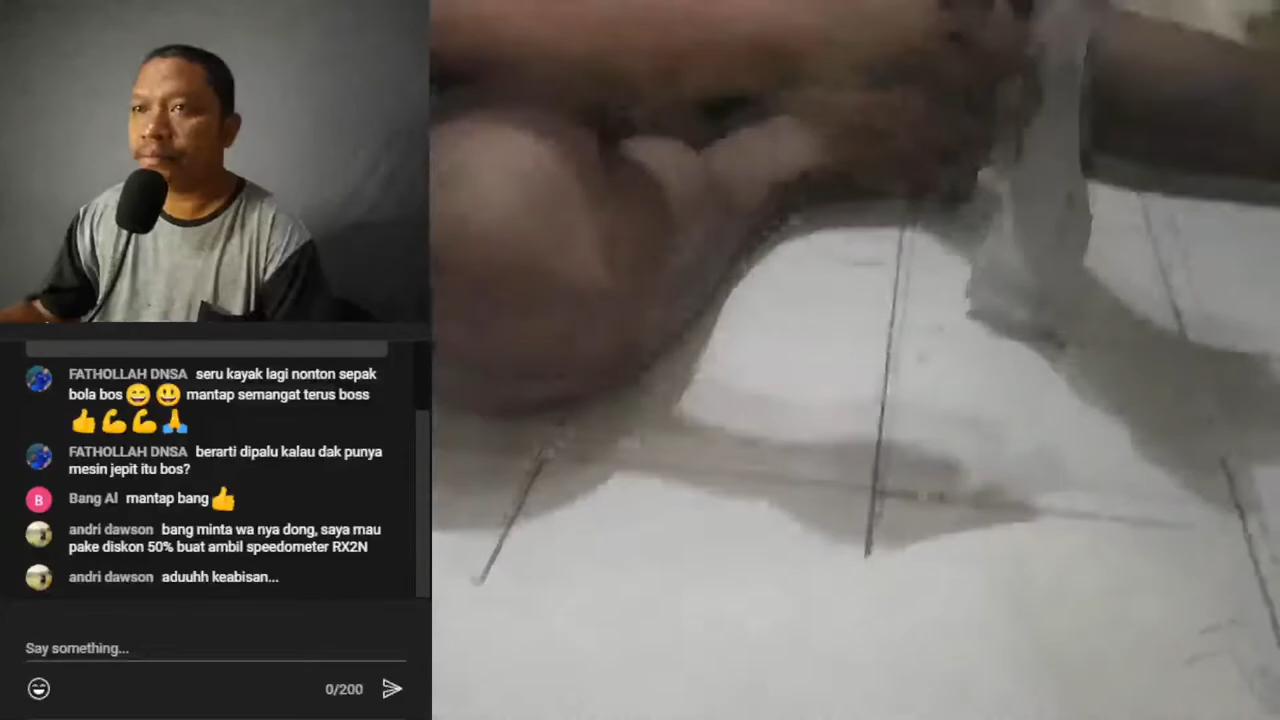 FATHOLLAH DNSA seru kayak lagi nonton sepak
bola bos😄😃 mantap semangat terus boss
👍💪💪🙏
FATHOLLAH DNSA berarti dipalu kalau dak punya
mesin jepit itu bos?
B Bang Al mantap bang👍
andri dawson bang minta wa nya dong, saya mau
pake diskon 50% buat ambil speedometer RX2N
andri dawson aduuhh keabisan...
Say something...
0/200